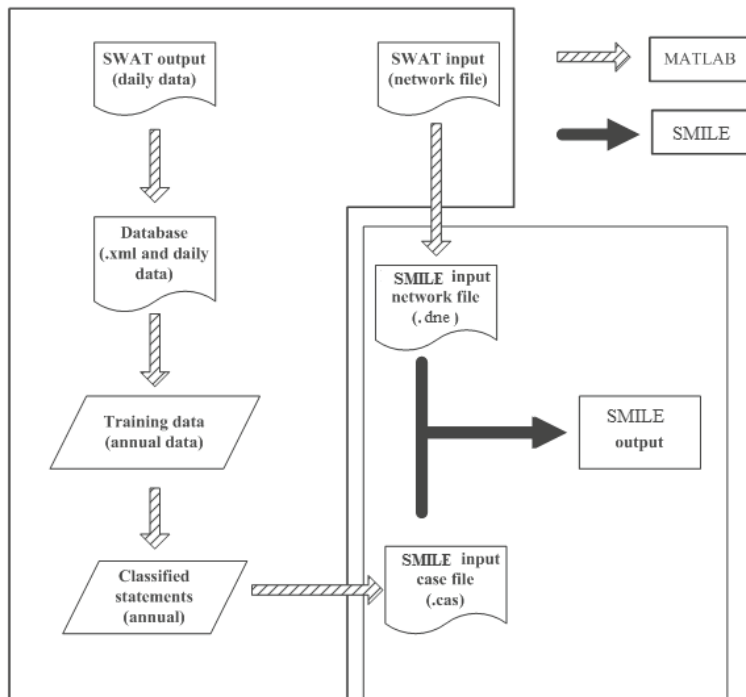 SWAT output
(daily data)
SWAT input
(network file)
MATLAB
SMILE
Database
(.xml and daily
data)
SMILE input
network file
(.dne)
Training data
(annual data)
SMILE
output
Classified
statements
(annual)
SMILE input
case file
(.cas)